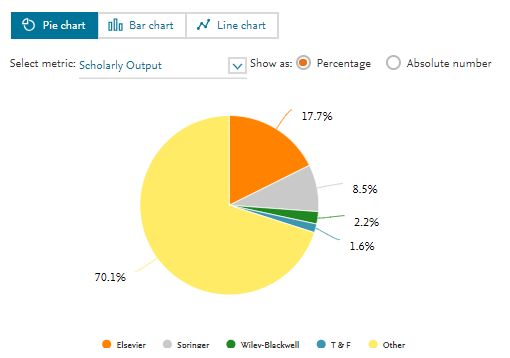 Pie chart Bar chart Line chart
Select metric: Scholarly Output Show as: Percentage Absolute number
17.7%
8.5%
2.2%
1.6%
70.1%
Elsevier Springer Wiley-Blackwell T & F Other